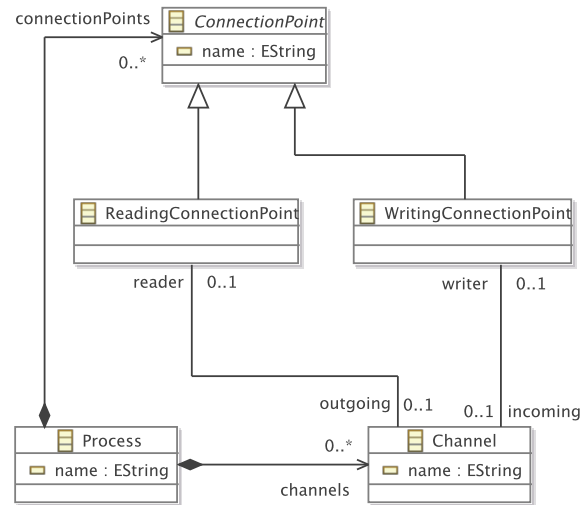 connectionPoints
ConnectionPoint
name : EString
0..*
ReadingConnectionPoint
WritingConnectionPoint
reader
0..1
writer
0..1
outgoing
0..1
0..1
incoming
Process
name : EString
0..*
channels
Channel
name : EString